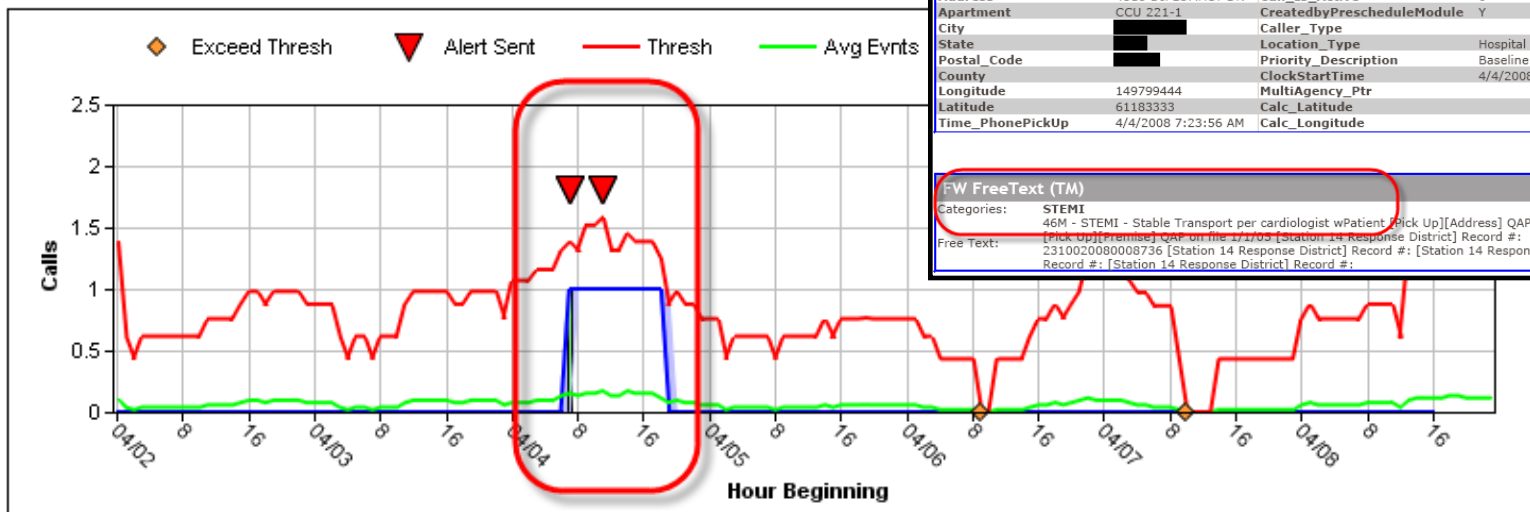 Exceed Thresh Alert Sent Thresh Avg Evnts
2.5
2
1.5
1
0.5
0
Calls
04/02 8 16 04/03 8 16 04/04 8 16 04/05 8 16 04/06 8 16 04/07 8 16 04/08 8 16
Hour Beginning
Apartment CCU 221-1 CreatedbyPrescheduleModule Y
City Caller_Type
State Location_Type Hospital
Postal_Code Priority_Description Baseline
County ClockStartTime 4/4/2008
Longitude 149799444 MultiAgency_Ptr
Latitude 61183333 Calc_Latitude
Time_PhonePickUp 4/4/2008 7:23:56 AM Calc_Longitude
FW FreeText (TM)
Categories: STEMI
46M - STEMI - Stable Transport per cardiologist wPatient [Pick Up][Address] QAP
Free Text: [Pick Up][Premise] QAP on file 1/1/05 [Station 14 Response District] Record #:
2310020080008736 [Station 14 Response District] Record #: [Station 14 Respon
Record #: [Station 14 Response District] Record #: